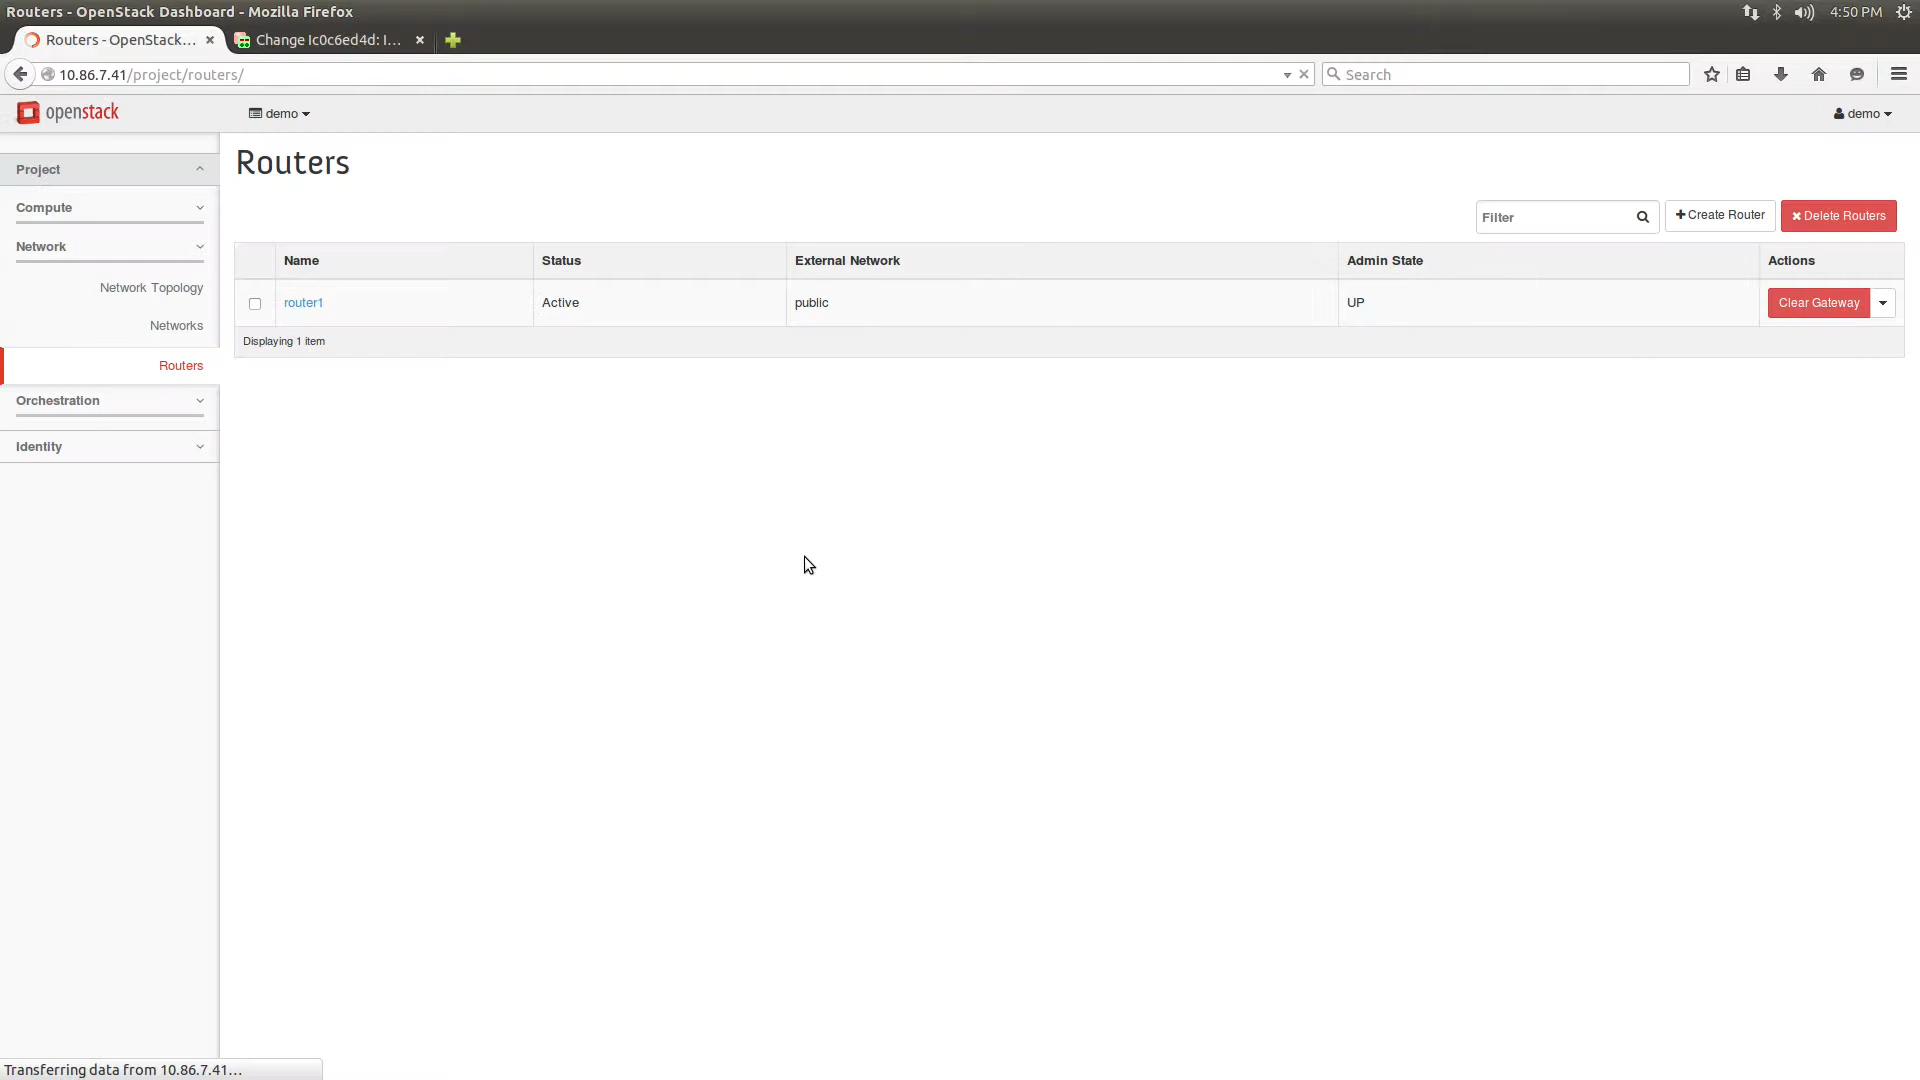 Routers - OpenStack Dashboard - Mozilla Firefox
4:50 PM
Routers - OpenStack...
Change Ic0c6ed4d: I...
10.86.7.41/project/routers/
Search
openstack
demo
demo
Project
Compute
Network
Network Topology
Networks
Routers
Orchestration
Identity
Routers
Filter
Create Router
Delete Routers
Name Status External Network Admin State Actions
router1 Active public UP Clear Gateway
Displaying 1 item
Transferring data from 10.86.7.41...